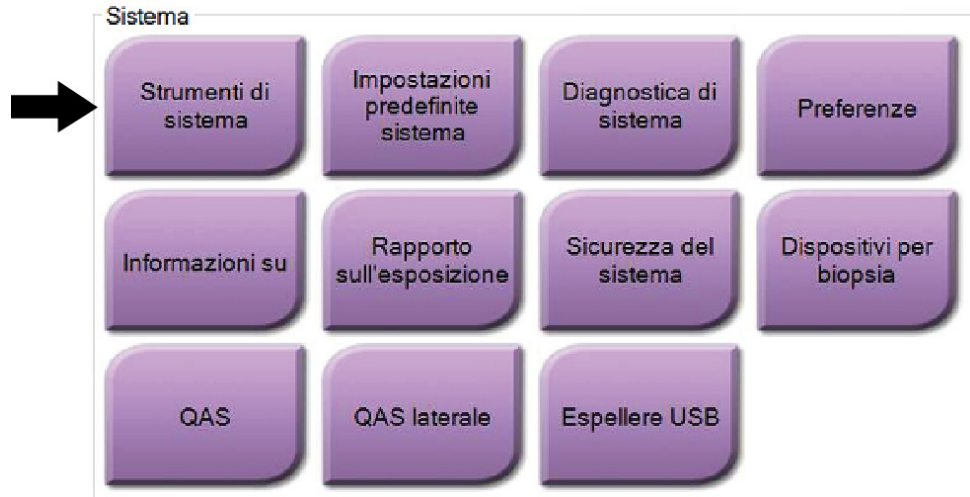 Sistema
Strumenti di
sistema
Impostazioni
predefinite
sistema
Diagnostica di
sistema
Preferenze
Informazioni su
Rapporto
sull'esposizione
Sicurezza del
sistema
Dispositivi per
biopsia
QAS
QAS laterale
Espellere USB